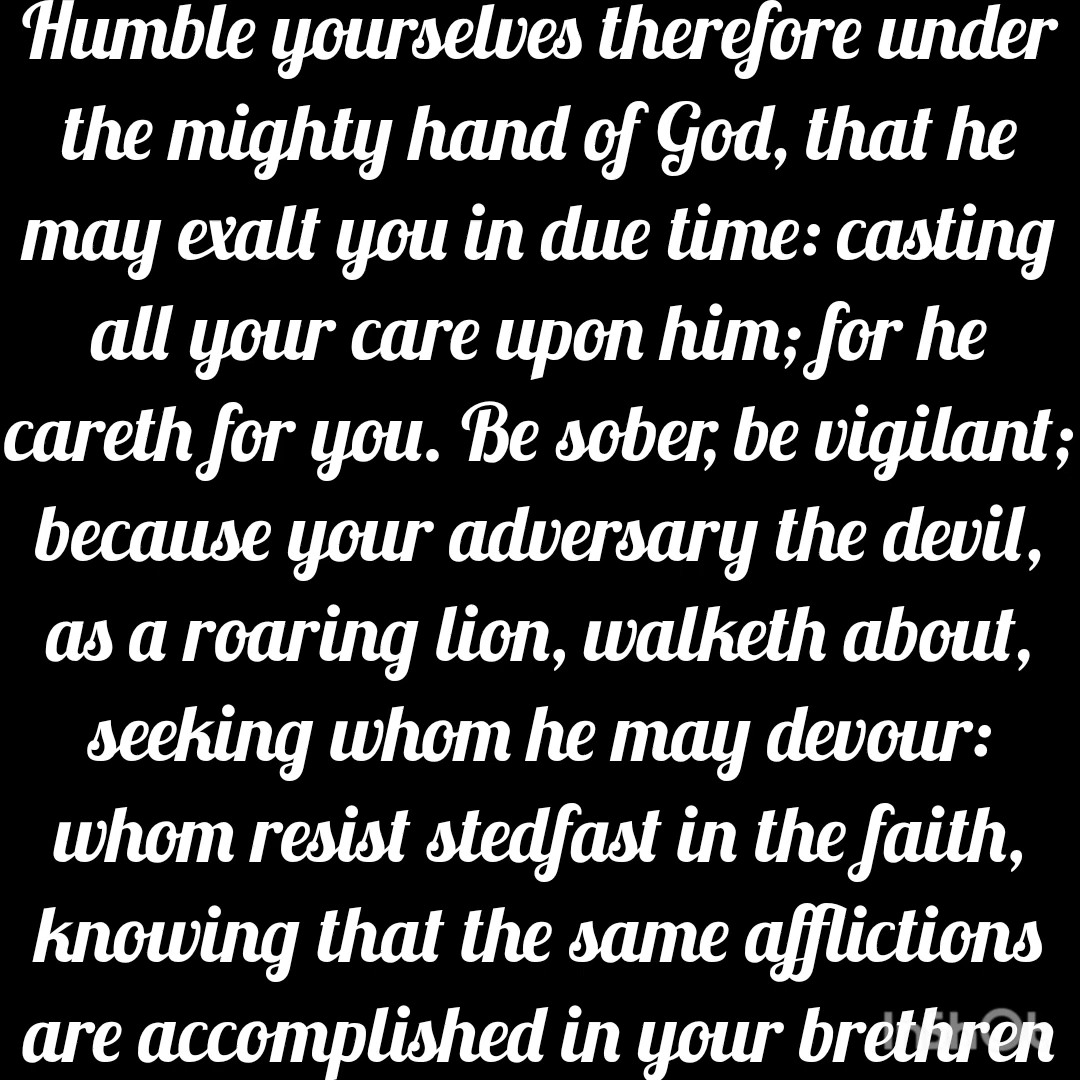 Humble yourselves therefore under
the mighty hand of God, that he
may exalt you in due time: casting
all your care upon him; for he
careth for you. Be sober, be vigilant;
because your adversary the devil,
as a roaring lion, walketh about,
seeking whom he may devour:
whom resist stedfast in the faith,
knowing that the same afflictions
are accomplished in your brethren
InShOt